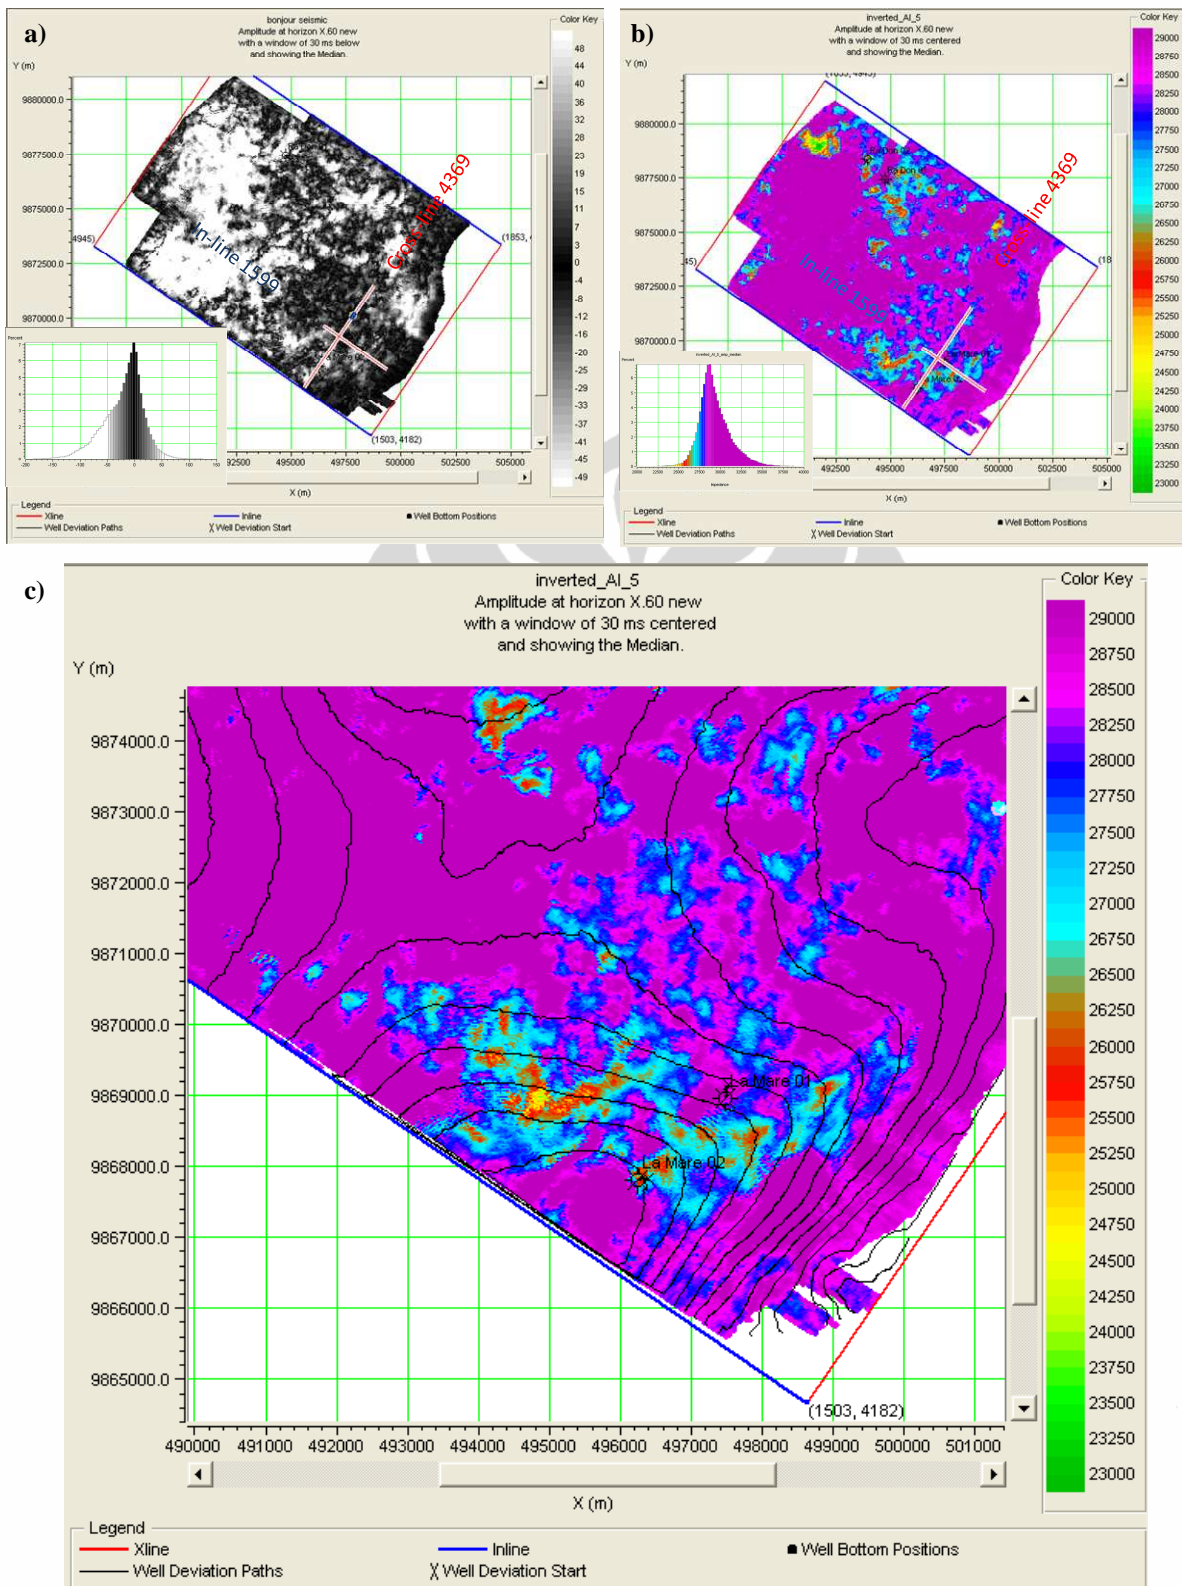 a)
bonjour seismic
Amplitude at horizon X.60 new
with a window of 30 ms below
and showing the Median.
Color Key
Y (m)
9880000.0
9877500.0
9875000.0
9872500.0
9870000.0
48
44
40
36
32
28
23
19
15
11
7
3
0
-4
-8
-12
-16
-20
-24
-29
-33
-37
-41
-45
-49
Cross-line 4369
In-line 1599
4945)
(1853, 4
(1503, 4182)
Percent
492500
495000
497500
500000
502500
505000
X (m)
Legend
Xline
Inline
Well Bottom Positions
Well Deviation Paths
Well Deviation Start
b)
inverted_AI_5
Amplitude at horizon X.60 new
with a window of 30 ms centered
and showing the Median.
Color Key
Y (m)
9880000.0
9877500.0
9875000.0
9872500.0
9870000.0
29000
28750
28500
28250
28000
27750
27500
27250
27000
26750
26500
26250
26000
25750
25500
25250
25000
24750
24500
24250
24000
23750
23500
23250
23000
(1853, 4945)
Cross-line 4369
In-line 1599
45)
(18
Percent
inverted_AI_5_amp_median
Impedance
492500
495000
497500
500000
502500
505000
X (m)
Legend
Xline
Inline
Well Bottom Positions
Well Deviation Paths
Well Deviation Start
c)
inverted_AI_5
Amplitude at horizon X.60 new
with a window of 30 ms centered
and showing the Median.
Color Key
Y (m)
9874000.0
9873000.0
9872000.0
9871000.0
9870000.0
9869000.0
9868000.0
9867000.0
9866000.0
9865000.0
29000
28750
28500
28250
28000
27750
27500
27250
27000
26750
26500
26250
26000
25750
25500
25250
25000
24750
24500
24250
24000
23750
23500
23250
23000
La Mare 01
La Mare 02
(1503, 4182)
490000 491000 492000 493000 494000 495000 496000 497000 498000 499000 500000 501000
X (m)
Legend
Xline
Inline
Well Bottom Positions
Well Deviation Paths
Well Deviation Start